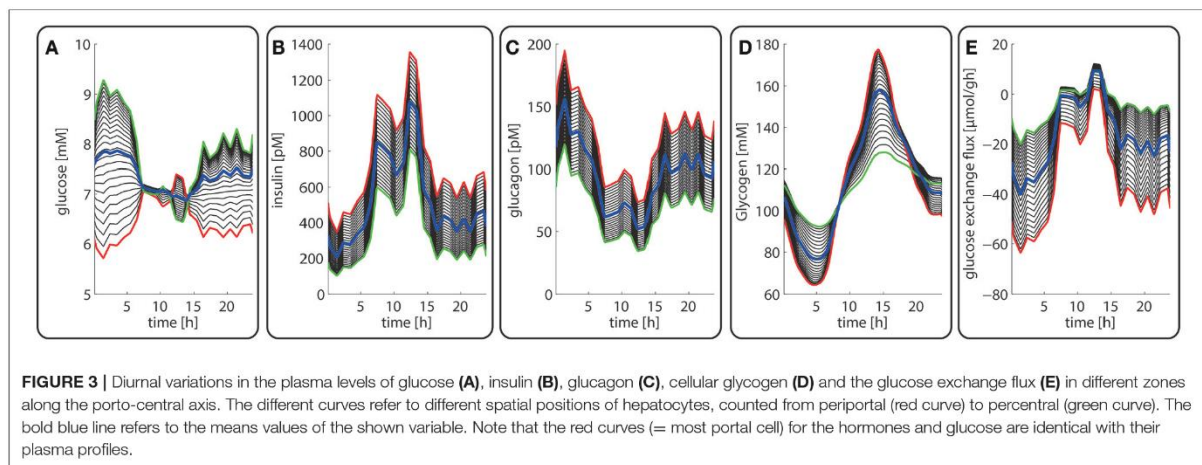 A
B
C
D
E
10
9
8
7
6
5
glucose [mM]
5 10 15 20
time [h]
1400
1200
1000
800
600
400
200
0
insulin [pM]
5 10 15 20
time [h]
200
150
100
50
0
glucagon [pM]
5 10 15 20
time [h]
180
160
140
120
100
80
60
Glycogen [mM]
5 10 15 20
time [h]
20
0
−20
−40
−60
−80
glucose exchange flux [µmol/gh]
5 10 15 20
time [h]
FIGURE 3 | Diurnal variations in the plasma levels of glucose (A), insulin (B), glucagon (C), cellular glycogen (D) and the glucose exchange flux (E) in different zones
along the porto-central axis. The different curves refer to different spatial positions of hepatocytes, counted from periportal (red curve) to percentral (green curve). The
bold blue line refers to the means values of the shown variable. Note that the red curves (= most portal cell) for the hormones and glucose are identical with their
plasma profiles.